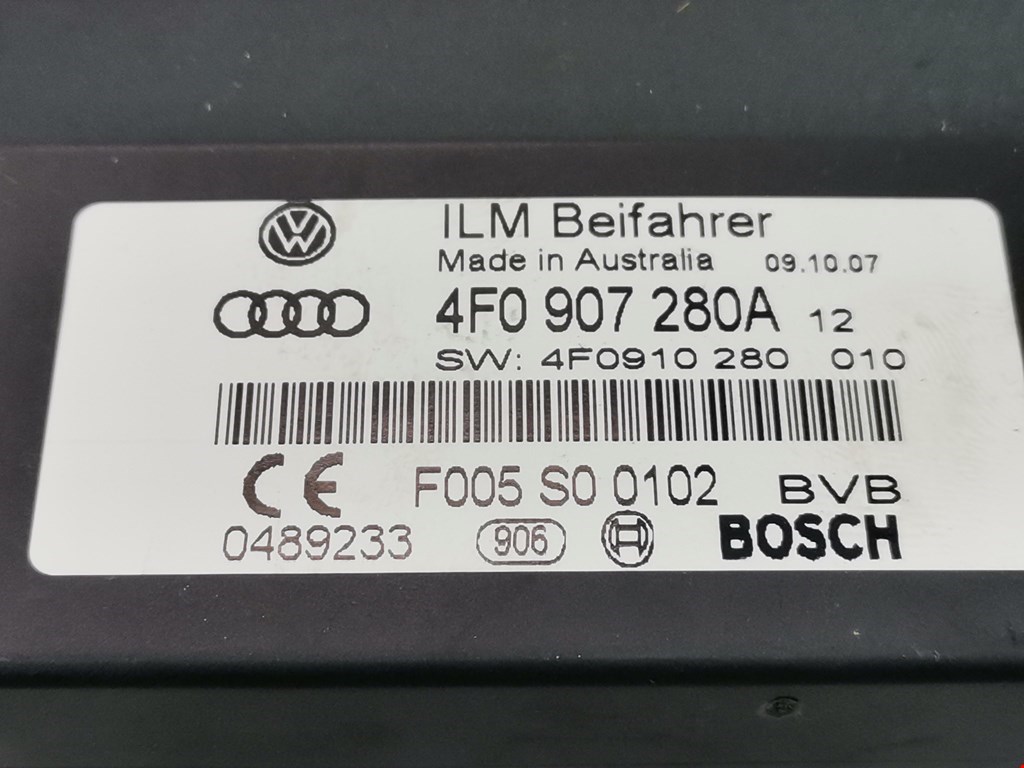 ILM Beifahrer
Made in Australia 09.10.07
4F0 907 280A 12
SW: 4F0910 280 010
CE F005 S0 0102 BVB
0489233 906 BOSCH